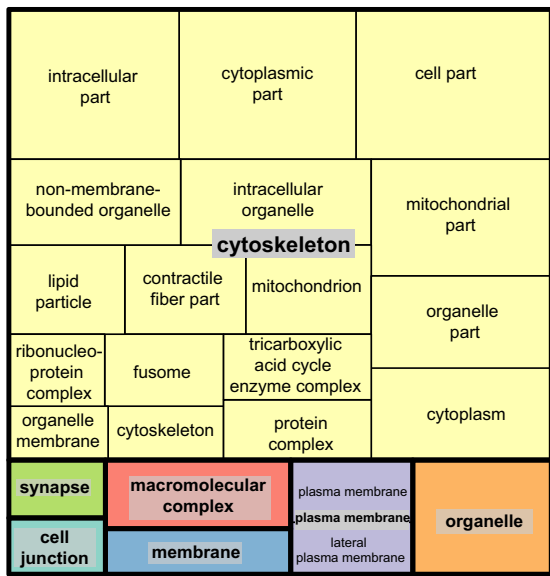 intracellular
part
cytoplasmic
part
cell part
non-membrane-
bounded organelle
intracellular
organelle
mitochondrial
part
cytoskeleton
lipid
particle
contractile
fiber part
mitochondrion
organelle
part
ribonucleo-
protein
complex
fusome
tricarboxylic
acid cycle
enzyme complex
cytoplasm
organelle
membrane
cytoskeleton
protein
complex
synapse
macromolecular
complex
plasma membrane
plasma membrane
lateral
plasma membrane
organelle
cell
junction
membrane